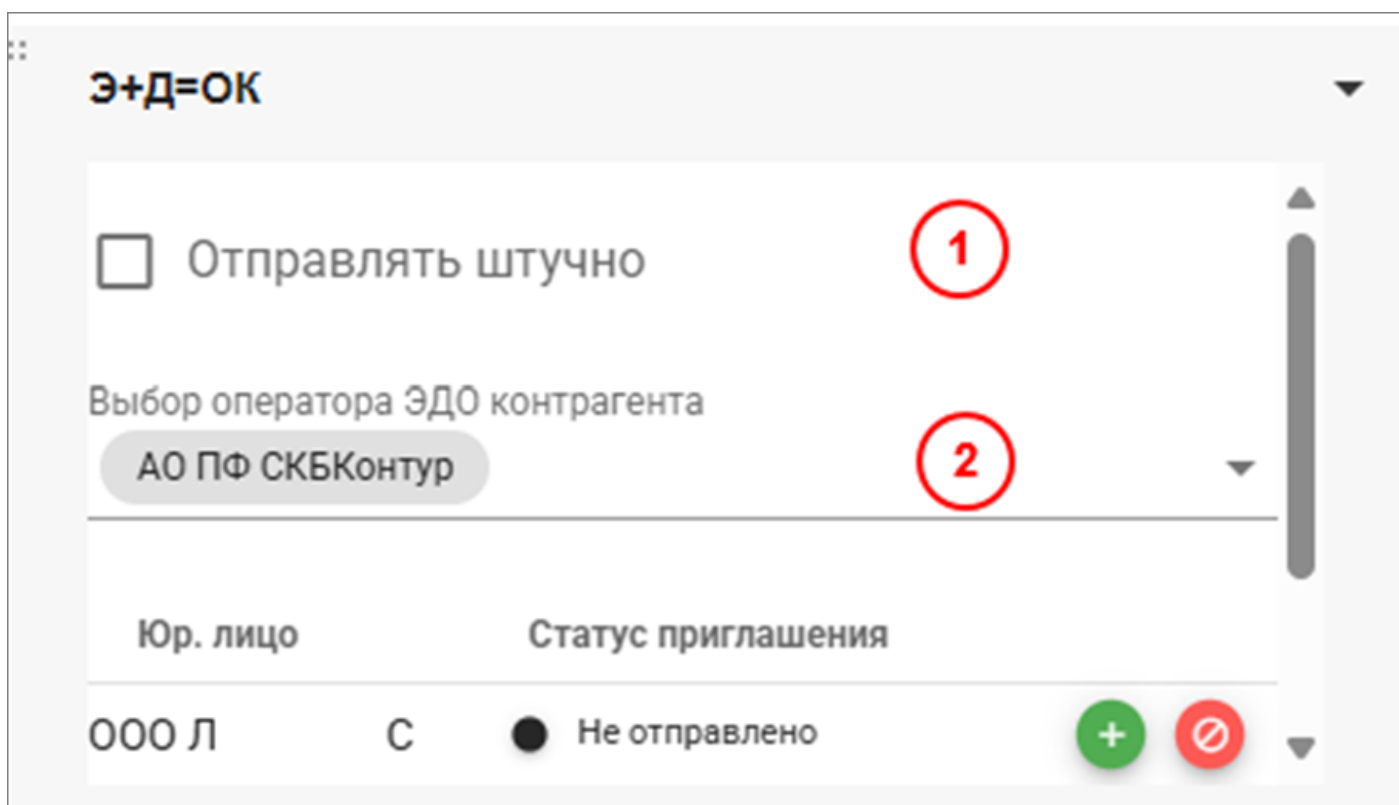 Э+Д=ОК
Отправлять штучно
1
Выбор оператора ЭДО контрагента
АО ПФ СКБКонтур
2
Юр. лицо Статус приглашения
ООО Л С Не отправлено